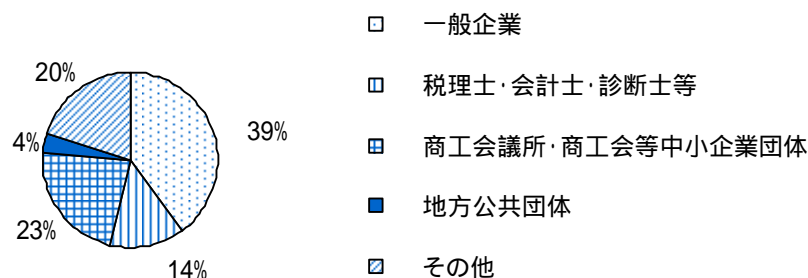 一般企業
20%
税理士・会計士・診断士等
39%
4%
商工会議所・商工会等中小企業団体
地方公共団体
23%
14%
その他